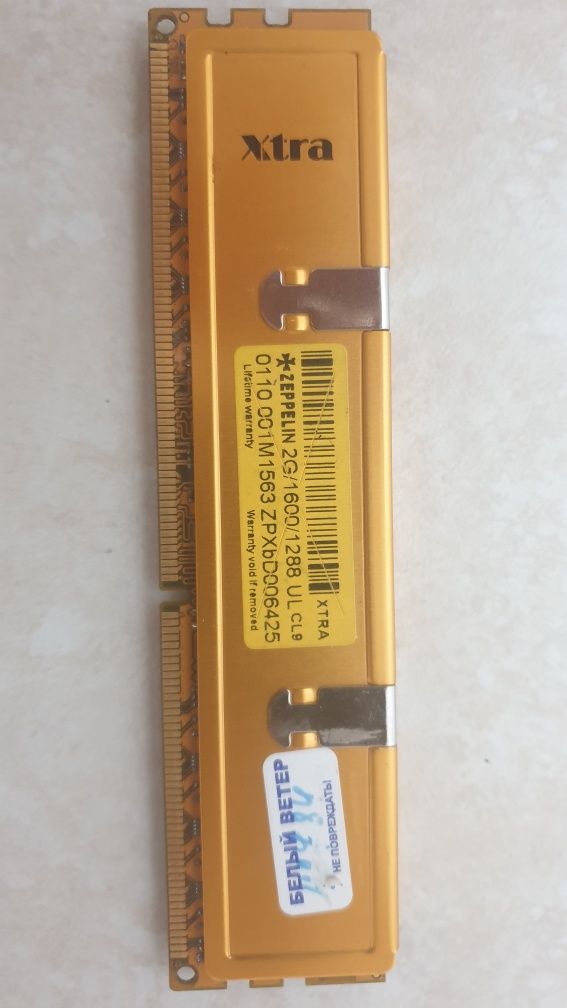 Xtra
XTRA
ZEPPELIN 2G/1600/1288 UL CL9
0110 001M1563 ZPXbD006425
Lifetime warranty Warranty void if removed
БЕЛЫЙ ВЕТЕР
НЕ ПОВРЕЖДАТЬ!